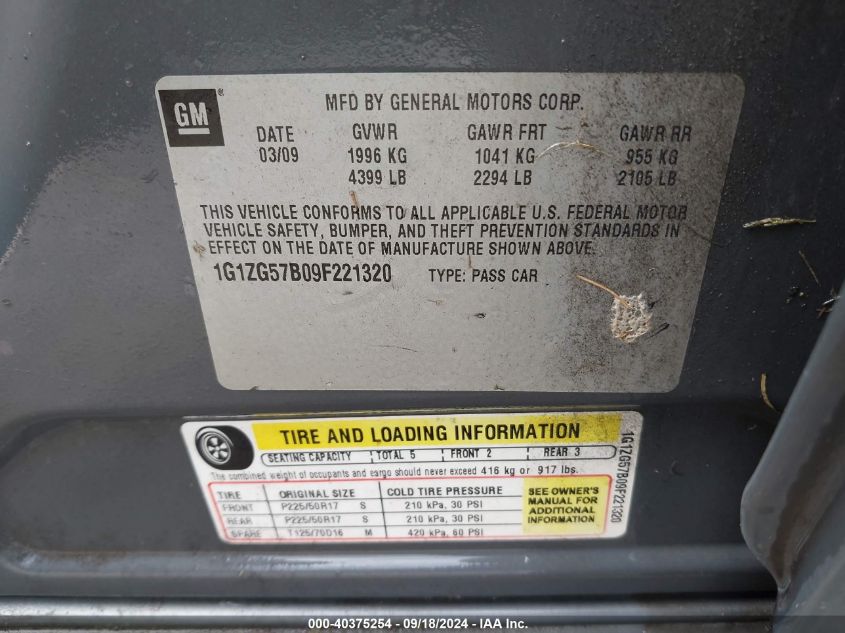 GM ® MFD BY GENERAL MOTORS CORP.
DATE GVWR GAWR FRT GAWR RR
03/09 1996 KG 1041 KG 955 KG
4399 LB 2294 LB 2105 LB
THIS VEHICLE CONFORMS TO ALL APPLICABLE U.S. FEDERAL MOTOR
VEHICLE SAFETY, BUMPER, AND THEFT PREVENTION STANDARDS IN
EFFECT ON THE DATE OF MANUFACTURE SHOWN ABOVE.
1G1ZG57B09F221320 TYPE: PASS CAR
TIRE AND LOADING INFORMATION
SEATING CAPACITY TOTAL 5 FRONT 2 REAR 3
The combined weight of occupants and cargo should never exceed 416 kg or 917 lbs.
TIRE ORIGINAL SIZE COLD TIRE PRESSURE
FRONT P225/50R17 S 210 kPa, 30 PSI
REAR P225/50R17 S 210 kPa, 30 PSI
SPARE T125/70D16 M 420 kPa, 60 PSI
SEE OWNER'S
MANUAL FOR
ADDITIONAL
INFORMATION
1G1ZG57B09F221320
000-40375254 - 09/18/2024 - IAA Inc.